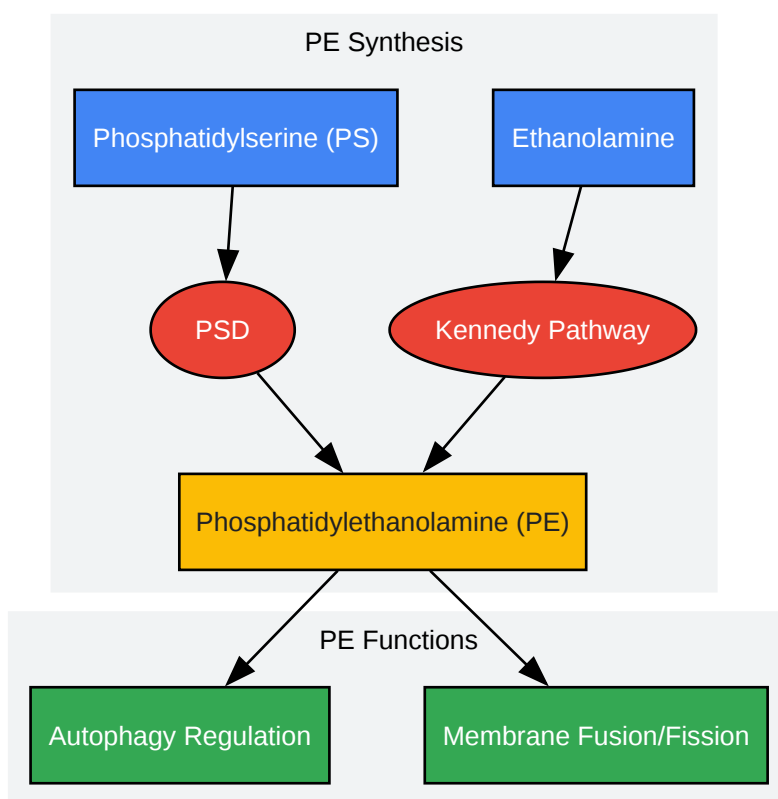 PE Synthesis
Phosphatidylserine (PS)
Ethanolamine
PSD
Kennedy Pathway
Phosphatidylethanolamine (PE)
PE Functions
Autophagy Regulation
Membrane Fusion/Fission